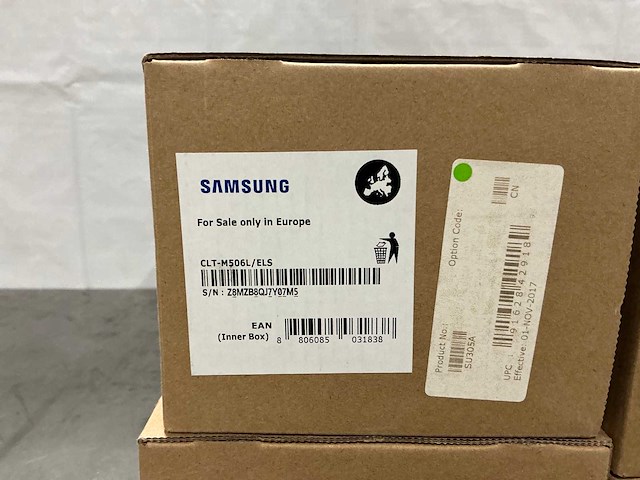 SAMSUNG
For Sale only in Europe
CLT-M506L/ELS
S/N : Z8MZB8QJ7Y07M5
EAN
(Inner Box)
8 806085 031838
Option Code:
CN
Product No.:
SU305A
UPC
Effective: 01-NOV-2017